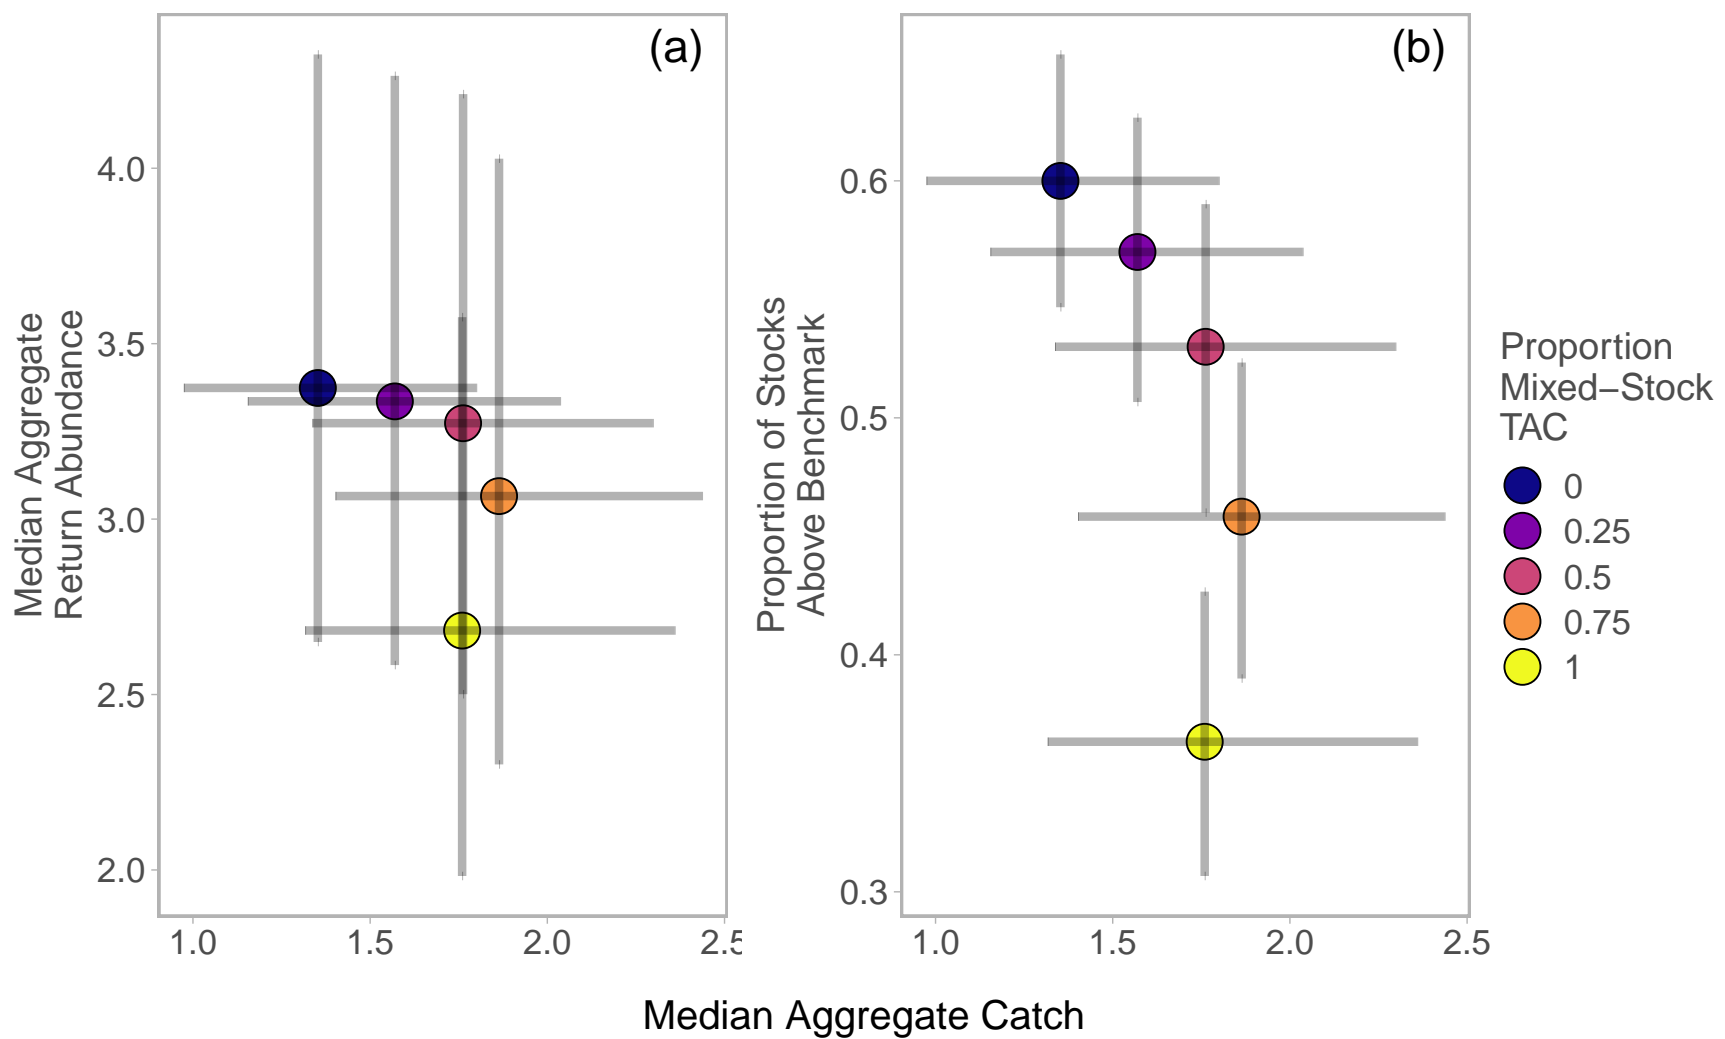 (a)
(b)
Median Aggregate
Return Abundance
4.0
3.5
3.0
2.5
2.0
1.0
1.5
2.0
2.5
Proportion of Stocks
Above Benchmark
0.6
0.5
0.4
0.3
1.0
1.5
2.0
2.5
Median Aggregate Catch
Proportion
Mixed−Stock
TAC
0
0.25
0.5
0.75
1